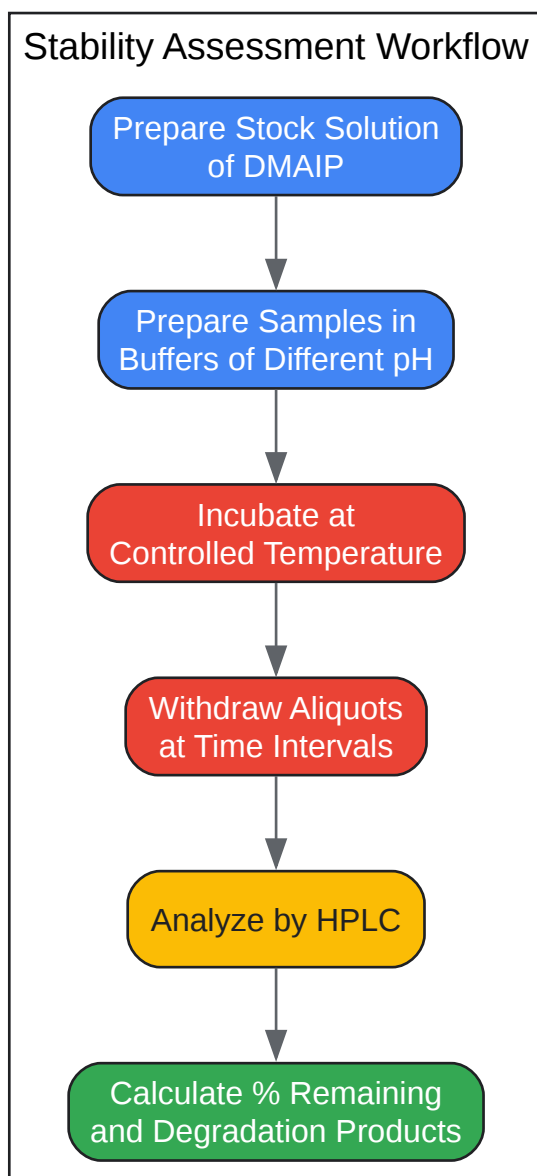 Stability Assessment Workflow
Prepare Stock Solution
of DMAIP
Prepare Samples in
Buffers of Different pH
Incubate at
Controlled Temperature
Withdraw Aliquots
at Time Intervals
Analyze by HPLC
Calculate % Remaining
and Degradation Products